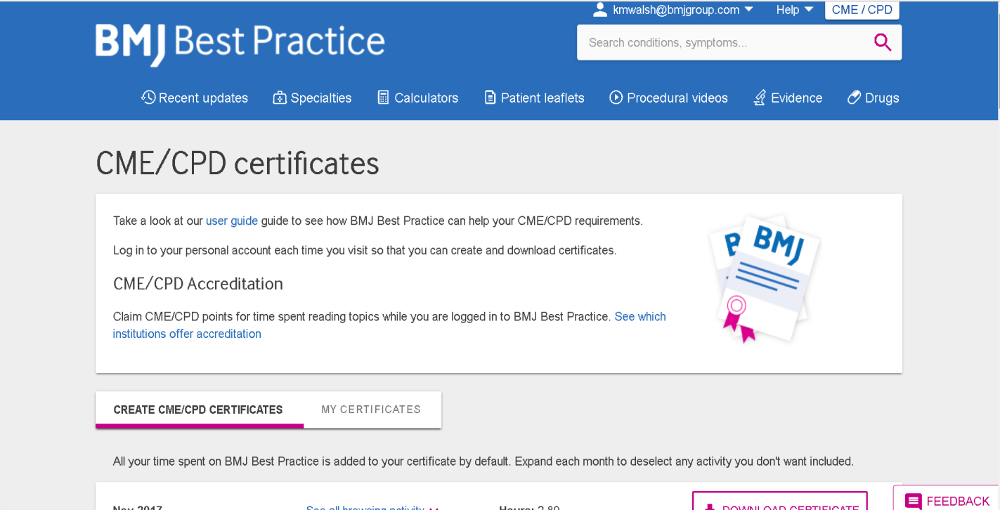 kmwalsh@bmjgroup.com Help CME / CPD
BMJ Best Practice
Search conditions, symptoms...
Recent updates Specialties Calculators Patient leaflets Procedural videos Evidence Drugs
CME/CPD certificates
Take a look at our user guide guide to see how BMJ Best Practice can help your CME/CPD requirements.
Log in to your personal account each time you visit so that you can create and download certificates.
CME/CPD Accreditation
Claim CME/CPD points for time spent reading topics while you are logged in to BMJ Best Practice. See which
institutions offer accreditation
BMJ
CREATE CME/CPD CERTIFICATES MY CERTIFICATES
All your time spent on BMJ Best Practice is added to your certificate by default. Expand each month to deselect any activity you don't want included.
Nov 2017 See all browsing activity Hours: 2.89 DOWNLOAD CERTIFICATE
FEEDBACK